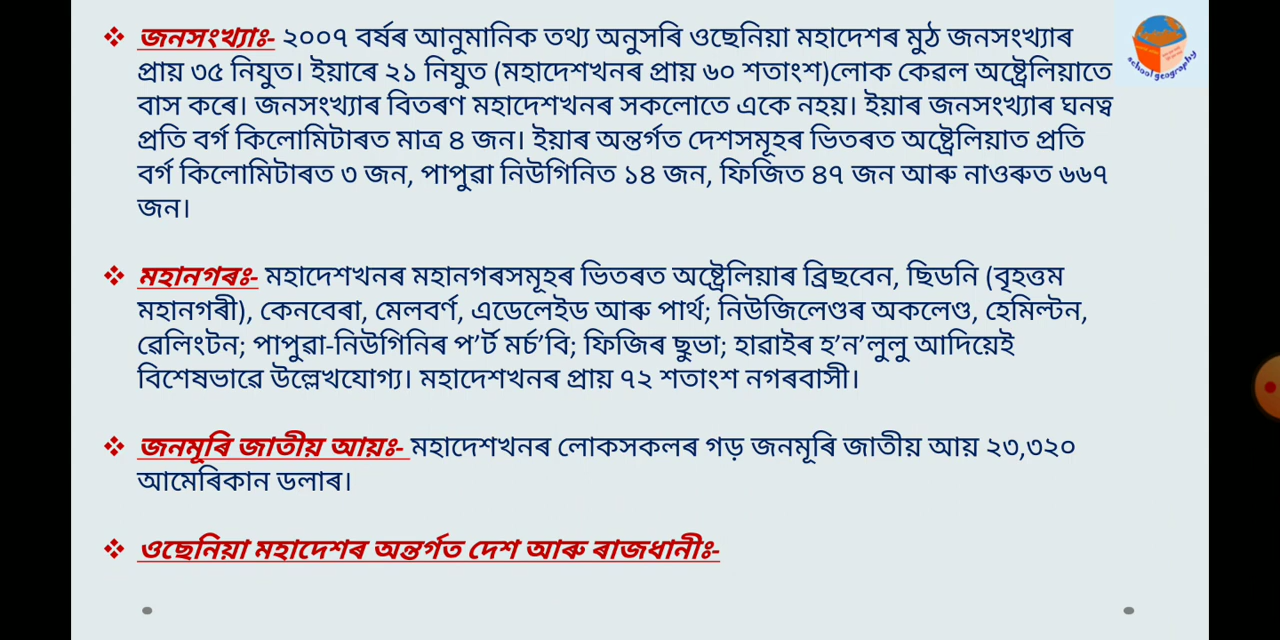 ❖ জনসংখ্যাঃ- ২০০৭ বৰ্ষৰ আনুমানিক তথ্য অনুসৰি ওছেনিয়া মহাদেশৰ মুঠ জনসংখ্যাৰ
প্ৰায় ৩৫ নিযুত। ইয়াৰে ২১ নিযুত (মহাদেশখনৰ প্ৰায় ৬০ শতাংশ)লোক কেৱল অষ্ট্ৰেলিয়াতে
বাস কৰে। জনসংখ্যাৰ বিতৰণ মহাদেশখনৰ সকলোতে একে নহয়। ইয়াৰ জনসংখ্যাৰ ঘনত্ব
প্ৰতি বৰ্গ কিলোমিটাৰত মাত্ৰ ৪ জন। ইয়াৰ অন্তৰ্গত দেশসমূহৰ ভিতৰত অষ্ট্ৰেলিয়াত প্ৰতি
বৰ্গ কিলোমিটাৰত ৩ জন, পাপুৱা নিউগিনিত ১৪ জন, ফিজিত ৪৭ জন আৰু নাওৰুত ৬৬৭
জন।
❖ মহানগৰঃ- মহাদেশখনৰ মহানগৰসমূহৰ ভিতৰত অষ্ট্ৰেলিয়াৰ ব্ৰিছবেন, ছিডনি (বৃহত্তম
মহানগৰী), কেনবেৰা, মেলবৰ্ণ, এডেলেইড আৰু পাৰ্থ; নিউজিলেণ্ডৰ অকলেণ্ড, হেমিল্টন,
ৱেলিংটন; পাপুৱা-নিউগিনিৰ প’ৰ্ট মৰ্চ’বি; ফিজিৰ ছুভা; হাৱাইৰ হ’ন’লুলু আদিয়েই
বিশেষভাৱে উল্লেখযোগ্য। মহাদেশখনৰ প্ৰায় ৭২ শতাংশ নগৰবাসী।
❖ জনমূৰি জাতীয় আয়ঃ- মহাদেশখনৰ লোকসকলৰ গড় জনমূৰি জাতীয় আয় ২৩,৩২০
আমেৰিকান ডলাৰ।
❖ ওছেনিয়া মহাদেশৰ অন্তৰ্গত দেশ আৰু ৰাজধানীঃ-
school geography